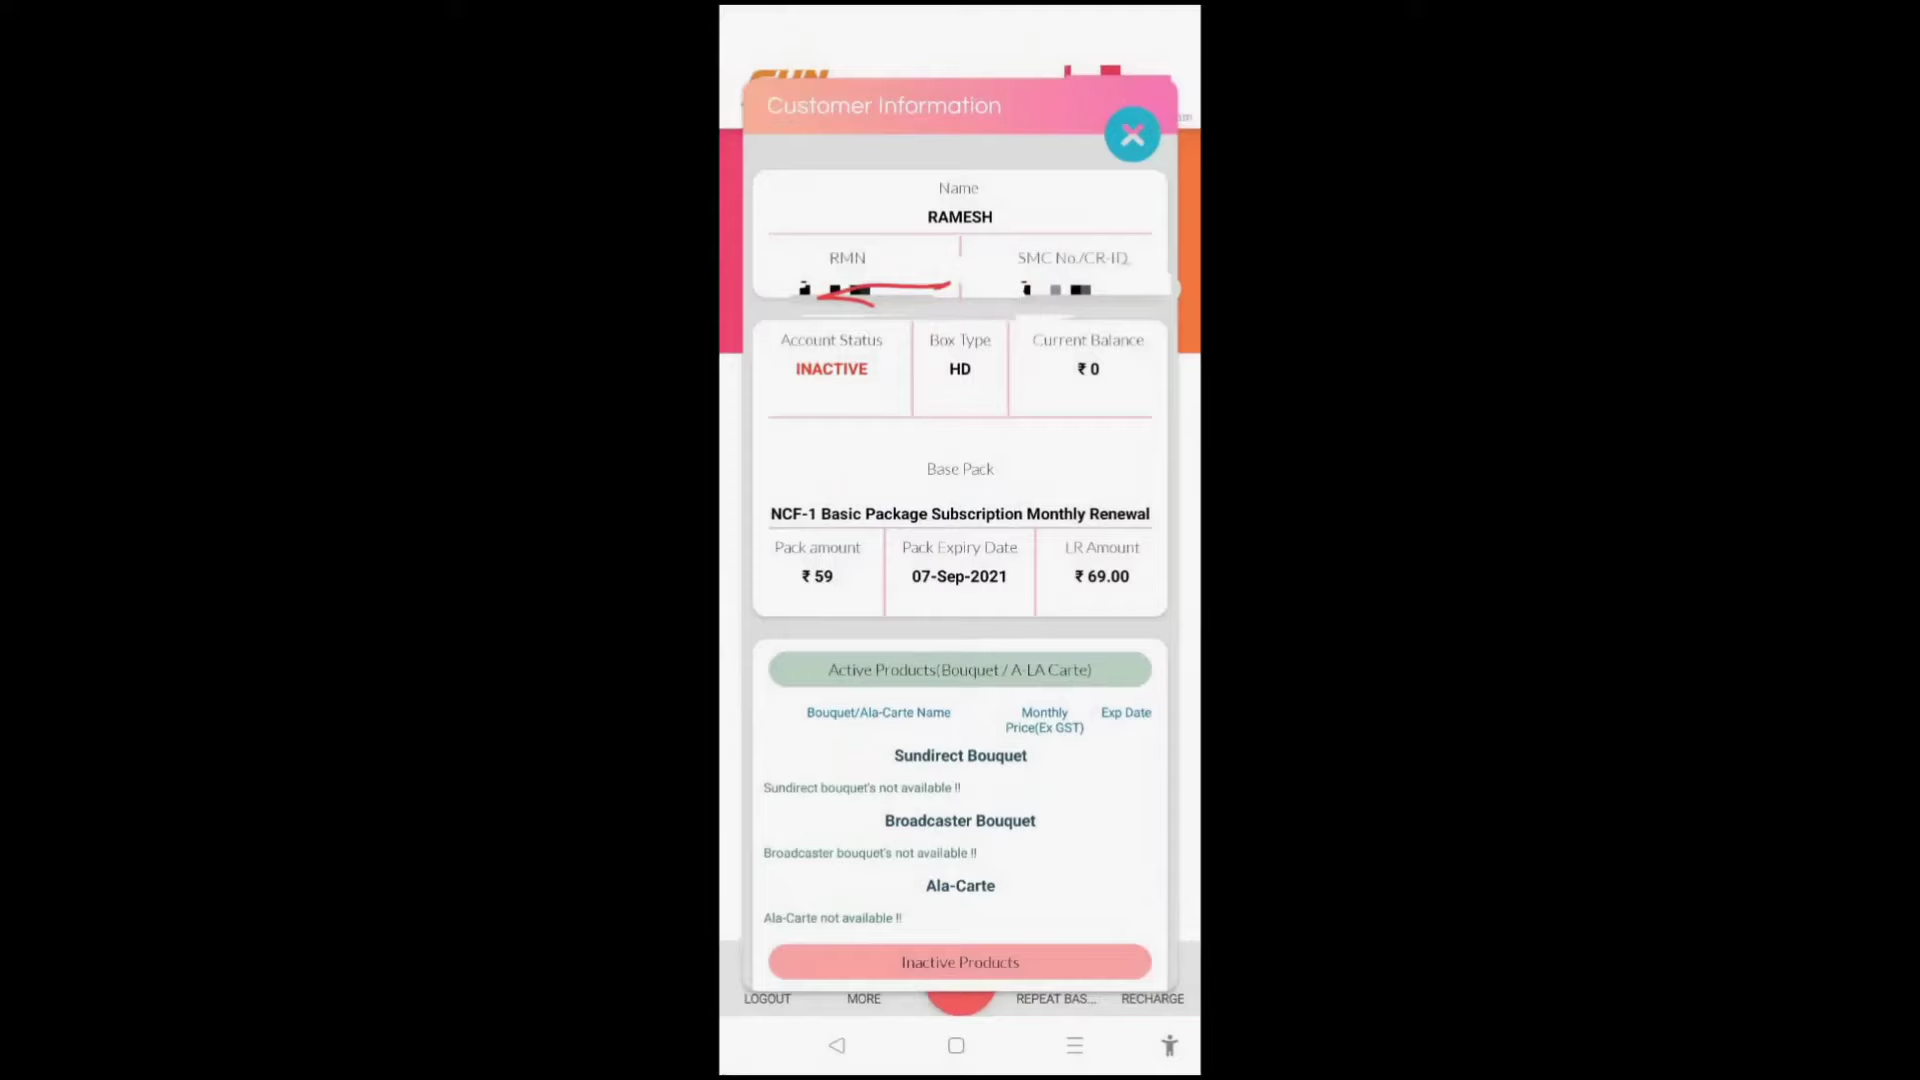 Customer Information
Name
RAMESH
RMN
SMC No./CR-ID
Account Status
Box Type
Current Balance
INACTIVE
HD
₹ 0
Base Pack
NCF-1 Basic Package Subscription Monthly Renewal
Pack amount
Pack Expiry Date
LR Amount
₹ 59
07-Sep-2021
₹ 69.00
Active Products(Bouquet / A-LA Carte)
Bouquet/Ala-Carte Name
Monthly Price(Ex GST)
Exp Date
Sundirect Bouquet
Sundirect bouquet's not available !!
Broadcaster Bouquet
Broadcaster bouquet's not available !!
Ala-Carte
Ala-Carte not available !!
Inactive Products
LOGOUT
MORE
REPEAT BAS...
RECHARGE